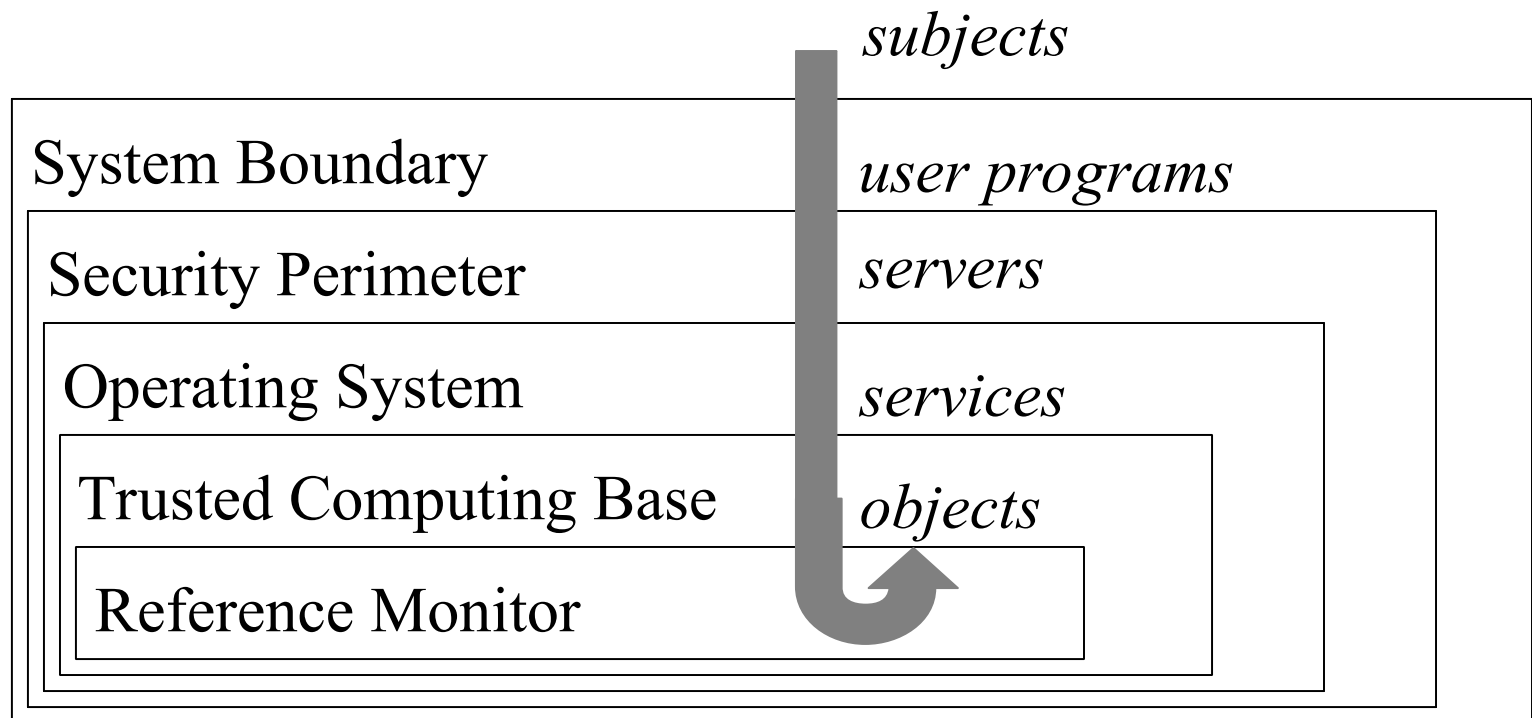 subjects
System Boundary
user programs
Security Perimeter
servers
Operating System
services
Trusted Computing Base
objects
Reference Monitor